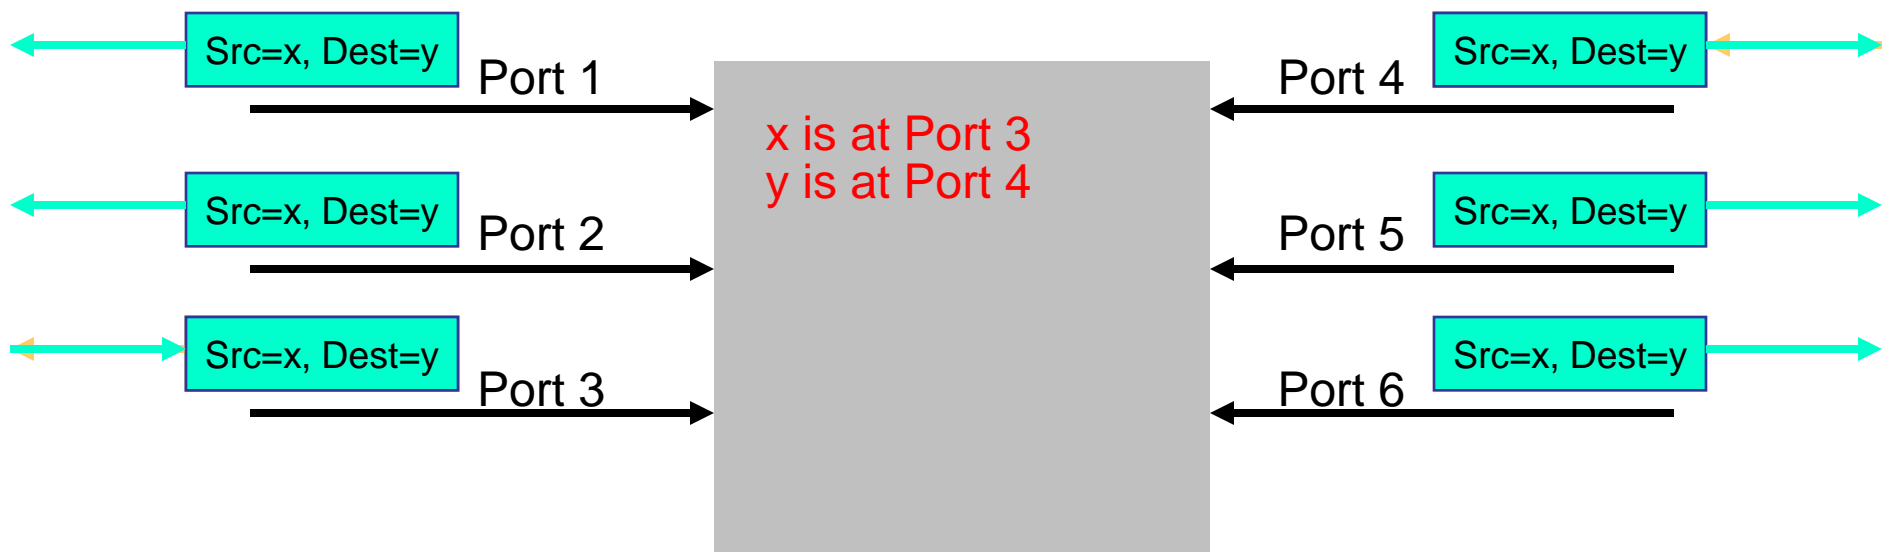 Src=x, Dest=y
Port 1
Src=x, Dest=y
Port 2
Src=x, Dest=y
Port 3
x is at Port 3
y is at Port 4
Port 4
Src=x, Dest=y
Port 5
Src=x, Dest=y
Port 6
Src=x, Dest=y